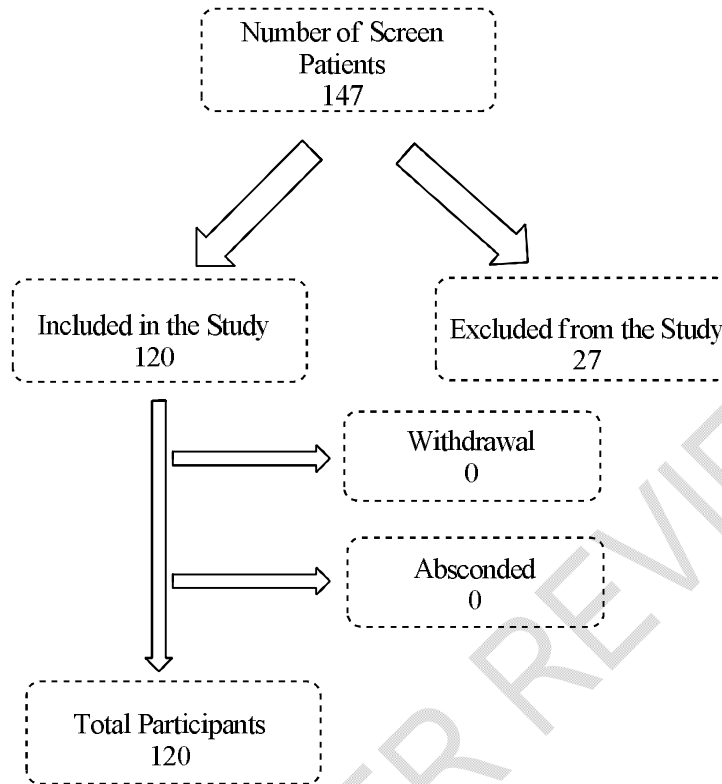 Number of Screen
Patients
147
Included in the Study
120
Excluded from the Study
27
Withdrawal
0
Absconded
0
Total Participants
120